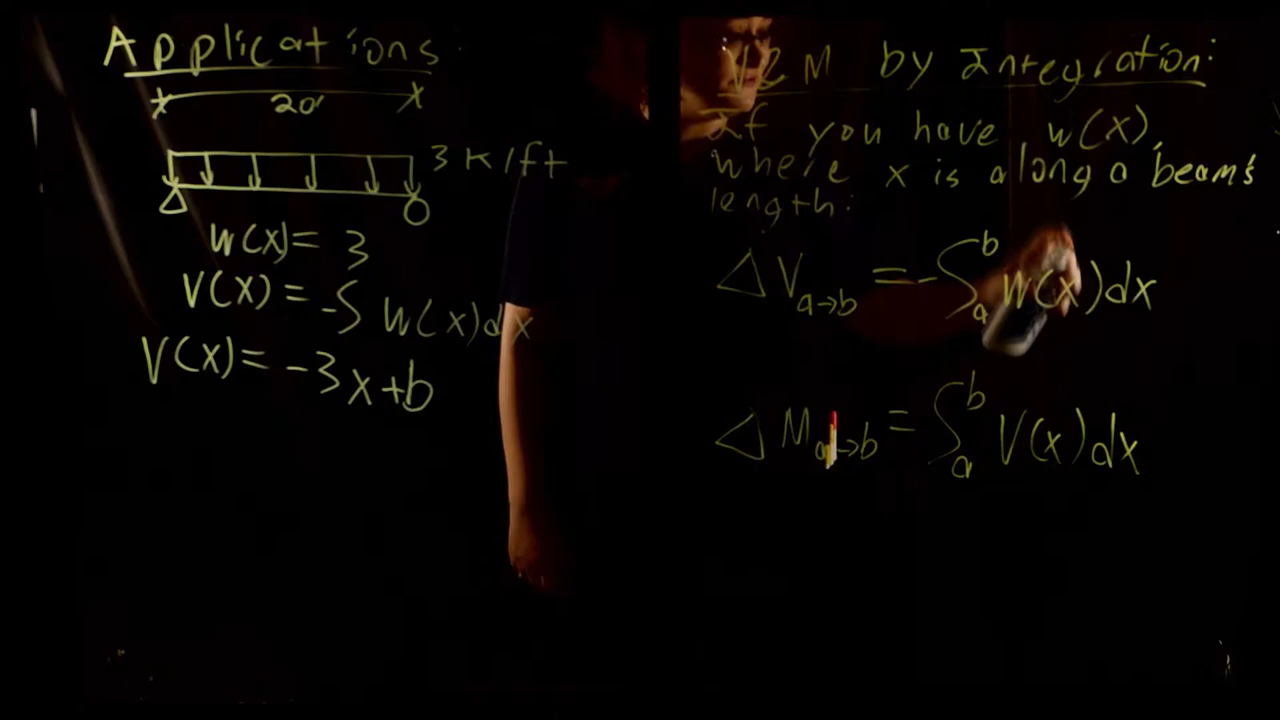 Applications
20'
3 K/ft
W(x)= 3
V(x) = -∫ W(x)dx
V(x)= -3x+b
V & M by Integration:
If you have w(x),
where x is along a beam's
length:
ΔV a→b = -∫ₐᵇ W(x)dx
ΔM a→b = ∫ₐᵇ V(x)dx